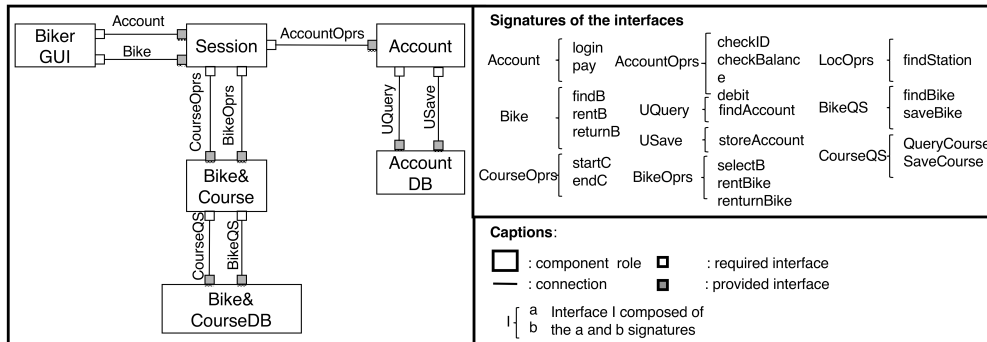 Biker
GUI
Account
Bike
Session
AccountOprs
Account
CourseOprs
BikeOprs
UQuery
USave
Bike&
Course
Account
DB
CourseQS
BikeQS
Bike&
CourseDB
Signatures of the interfaces
Account
login
pay
AccountOprs
checkID
checkBalanc
e
debit
LocOprs
findStation
Bike
findB
rentB
returnB
UQuery
findAccount
BikeQS
findBike
saveBike
USave
storeAccount
CourseQS
QueryCourse
SaveCourse
CourseOprs
startC
endC
BikeOprs
selectB
rentBike
renturnBike
Captions:
: component role
: required interface
: connection
: provided interface
I
a
b
Interface I composed of
the a and b signatures